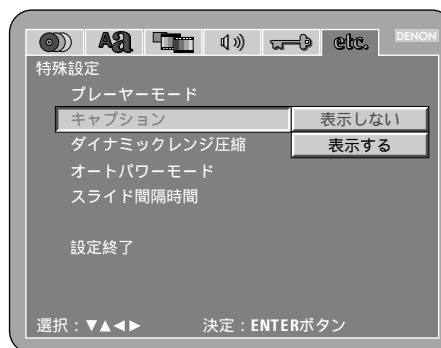 Aa etc. DENON
特殊設定
プレーヤーモード
キャプション 表示しない
ダイナミックレンジ圧縮 表示する
オートパワーモード
スライド間隔時間
設定終了
選択：▼▲◀▶ 決定：ENTERボタン